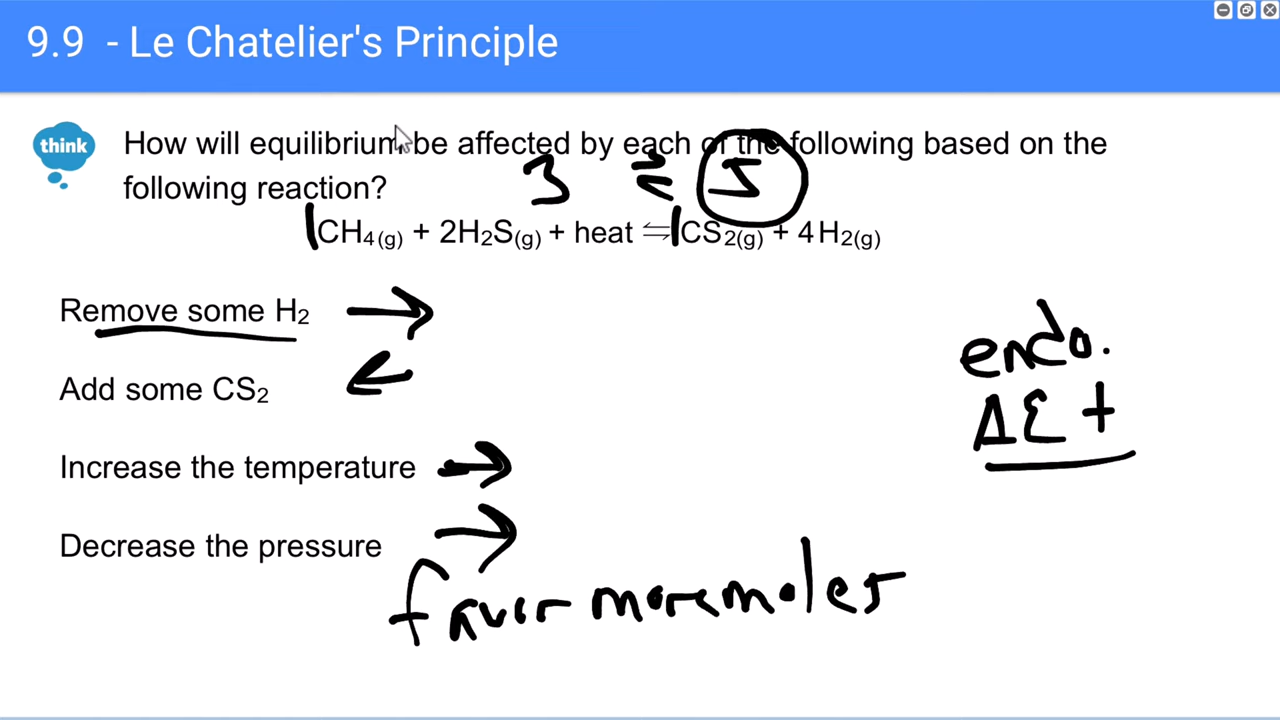 9.9 - Le Chatelier's Principle
think
How will equilibrium be affected by each of the following based on the
following reaction?
3 ⇌ 5
1CH4(g) + 2H2S(g) + heat ⇌ 1CS2(g) + 4H2(g)
Remove some H2 →
Add some CS2 ←
endo.
ΔE +
Increase the temperature →
Decrease the pressure →
favor more moles